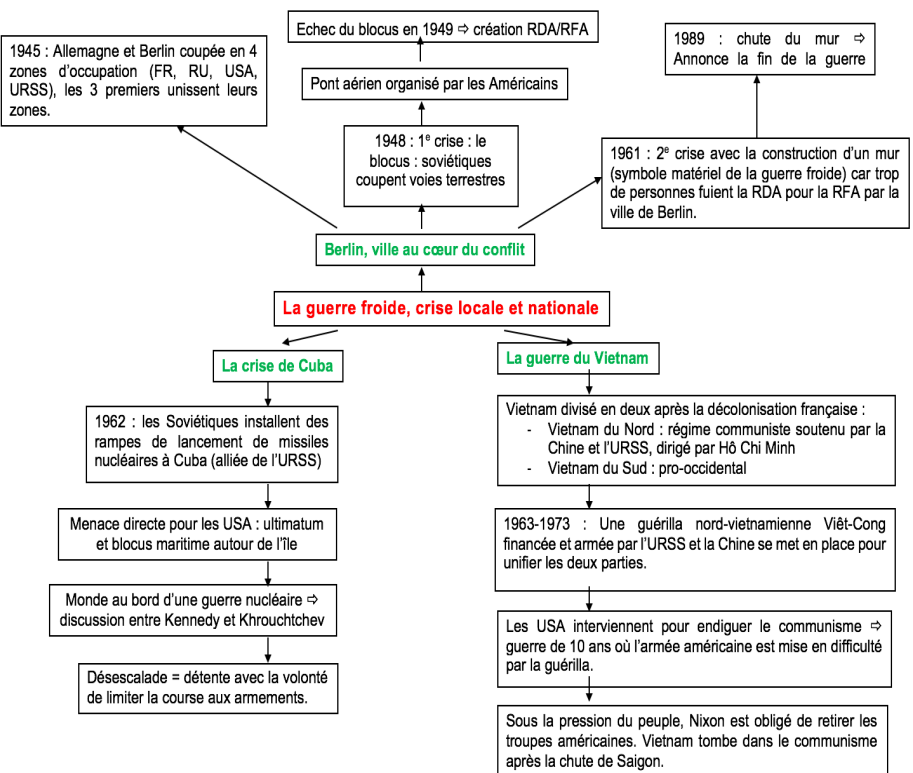 Echec du blocus en 1949 ⇨ création RDA/RFA
1945 : Allemagne et Berlin coupée en 4
zones d'occupation (FR, RU, USA,
URSS), les 3 premiers unissent leurs
zones.
Pont aérien organisé par les Américains
1989 : chute du mur ⇨
Annonce la fin de la guerre
1948 : 1e crise : le
blocus : soviétiques
coupent voies terrestres
1961 : 2e crise avec la construction d'un mur
(symbole matériel de la guerre froide) car trop
de personnes fuient la RDA pour la RFA par la
ville de Berlin.
Berlin, ville au cœur du conflit
La guerre froide, crise locale et nationale
La crise de Cuba
1962 : les Soviétiques installent des
rampes de lancement de missiles
nucléaires à Cuba (alliée de l'URSS)
Menace directe pour les USA : ultimatum
et blocus maritime autour de l'île
Monde au bord d'une guerre nucléaire ⇨
discussion entre Kennedy et Khrouchtchev
Désescalade = détente avec la volonté
de limiter la course aux armements.
La guerre du Vietnam
Vietnam divisé en deux après la décolonisation française :
- Vietnam du Nord : régime communiste soutenu par la
Chine et l'URSS, dirigé par Hô Chi Minh
- Vietnam du Sud : pro-occidental
1963-1973 : Une guérilla nord-vietnamienne Viêt-Cong
financée et armée par l'URSS et la Chine se met en place pour
unifier les deux parties.
Les USA interviennent pour endiguer le communisme ⇨
guerre de 10 ans où l'armée américaine est mise en difficulté
par la guérilla.
Sous la pression du peuple, Nixon est obligé de retirer les
troupes américaines. Vietnam tombe dans le communisme
après la chute de Saigon.